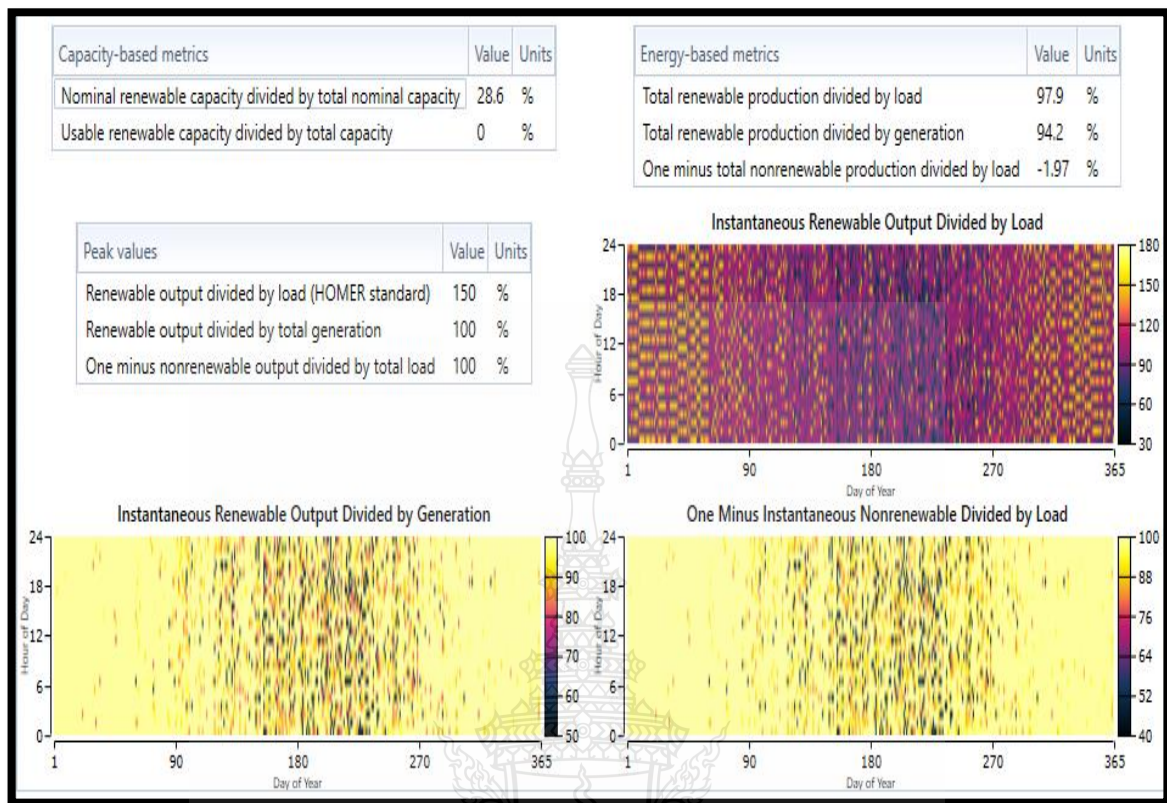 Capacity-based metrics Value Units
Nominal renewable capacity divided by total nominal capacity 28.6 %
Usable renewable capacity divided by total capacity 0 %
Energy-based metrics Value Units
Total renewable production divided by load 97.9 %
Total renewable production divided by generation 94.2 %
One minus total nonrenewable production divided by load -1.97 %
Peak values Value Units
Renewable output divided by load (HOMER standard) 150 %
Renewable output divided by total generation 100 %
One minus nonrenewable output divided by total load 100 %
Instantaneous Renewable Output Divided by Load
Hour of Day
24
18
12
6
0
1 90 180 270 365
Day of Year
180
150
120
90
60
30
Instantaneous Renewable Output Divided by Generation
Hour of Day
24
18
12
6
0
1 90 180 270 365
Day of Year
100
90
80
70
60
50
One Minus Instantaneous Nonrenewable Divided by Load
Hour of Day
24
18
12
6
0
1 90 180 270 365
Day of Year
100
88
76
64
52
40